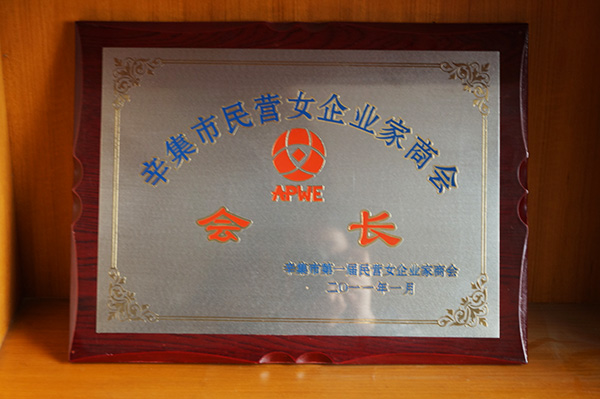 辛集市民营女企业家商会
APWE
会 长
辛集市第一届民营女企业家商会
二〇一一年一月